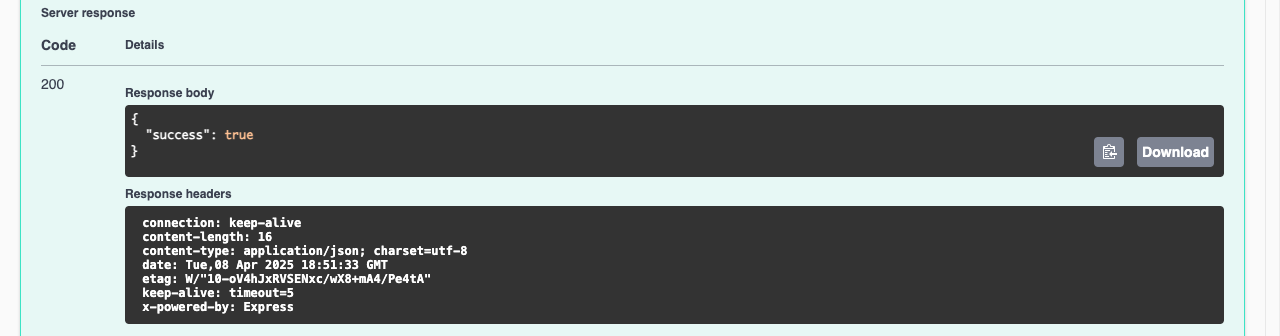 Server response
Code Details
200
Response body
{
  "success": true
}
Download
Response headers
connection: keep-alive
content-length: 16
content-type: application/json; charset=utf-8
date: Tue,08 Apr 2025 18:51:33 GMT
etag: W/"10-oV4hJxRVSENxc/wX8+mA4/Pe4tA"
keep-alive: timeout=5
x-powered-by: Express